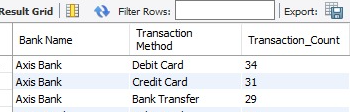 Result Grid Filter Rows: Export:
Bank Name Transaction Method Transaction_Count
Axis Bank Debit Card 34
Axis Bank Credit Card 31
Axis Bank Bank Transfer 29